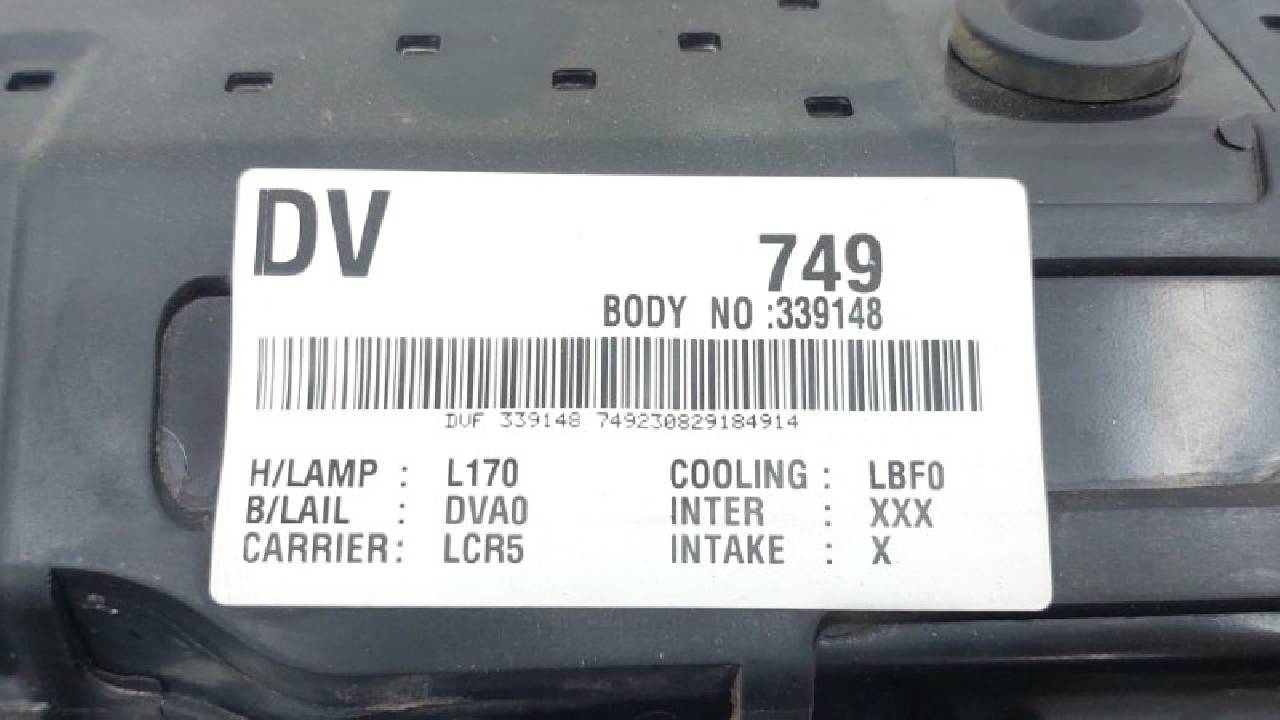 DV
749
BODY NO :339148
DVF 339148 749230829184914
H/LAMP : L170 COOLING : LBF0
B/LAIL : DVA0 INTER : XXX
CARRIER : LCR5 INTAKE : X